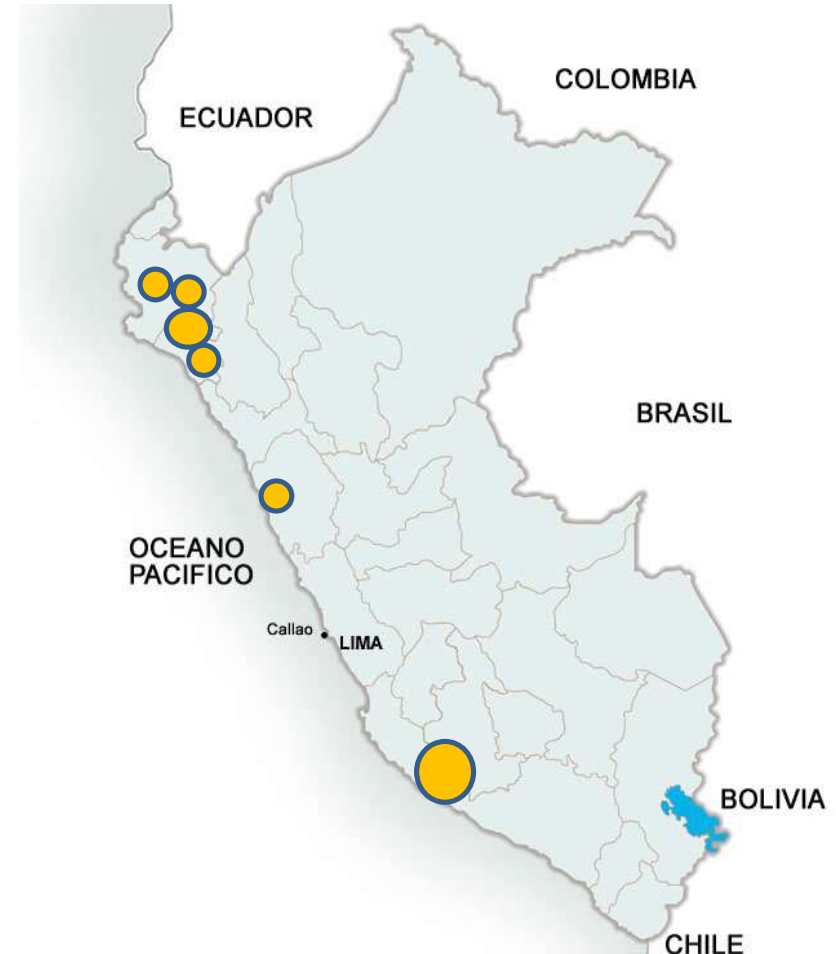 COLOMBIA
ECUADOR
BRASIL
OCEANO
PACIFICO
Callao
LIMA
BOLIVIA
CHILE